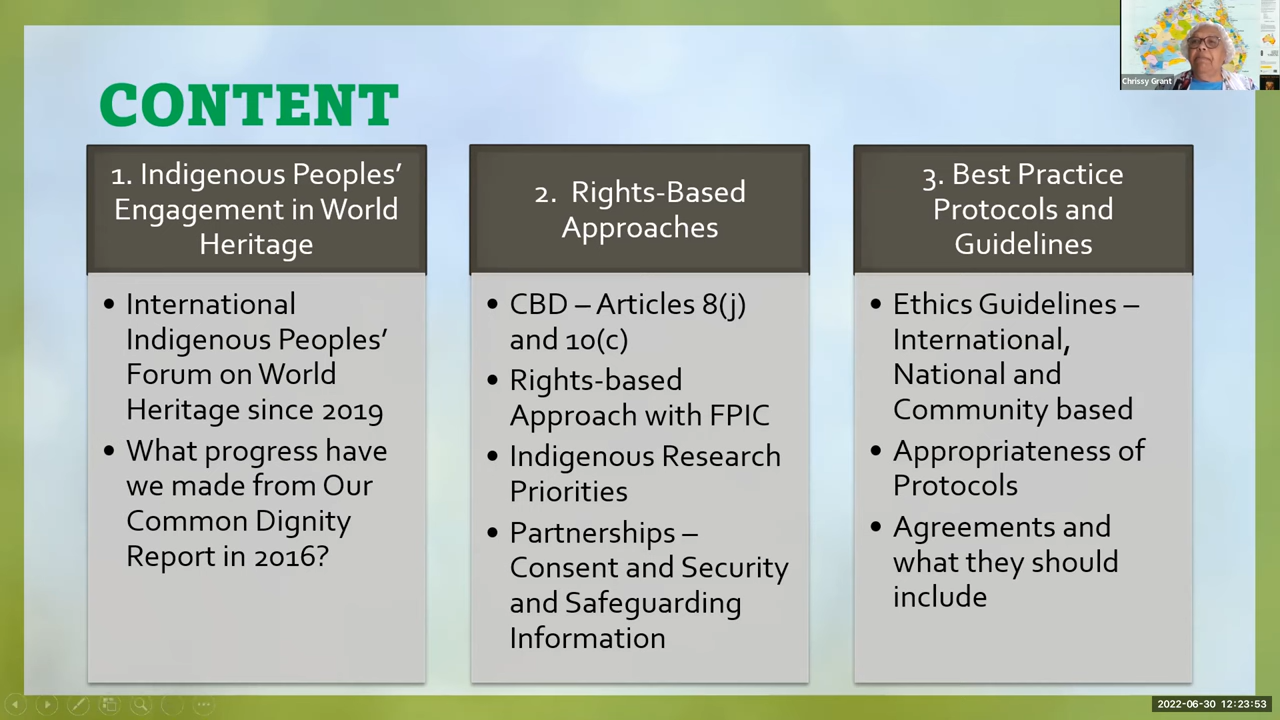 CONTENT
1. Indigenous Peoples’
Engagement in World
Heritage
• International
Indigenous Peoples’
Forum on World
Heritage since 2019
• What progress have
we made from Our
Common Dignity
Report in 2016?
2. Rights-Based
Approaches
• CBD – Articles 8(j)
and 10(c)
• Rights-based
Approach with FPIC
• Indigenous Research
Priorities
• Partnerships –
Consent and Security
and Safeguarding
Information
3. Best Practice
Protocols and
Guidelines
• Ethics Guidelines –
International,
National and
Community based
• Appropriateness of
Protocols
• Agreements and
what they should
include
Chrissy Grant
2022-06-30 12:23:53